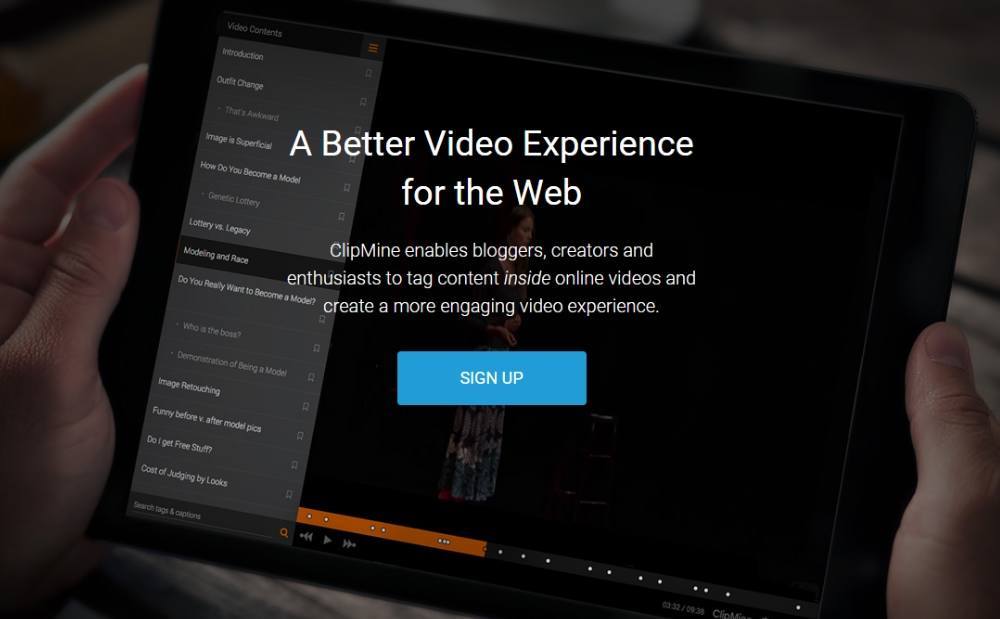 Video Contents
Introduction
Outfit Change
That's Awkward
Image is Superficial
How Do You Become a Model
Genetic Lottery
Lottery vs. Legacy
Modeling and Race
Do You Really Want to Become a Model?
Who is the boss?
Demonstration of Being a Model
Image Retouching
Funny before v. after model pics
Do I get Free Stuff?
Cost of Judging by Looks
Search tags & captions
A Better Video Experience
for the Web
ClipMine enables bloggers, creators and
enthusiasts to tag content inside online videos and
create a more engaging video experience.
SIGN UP
03:32 / 09:38
ClipMine